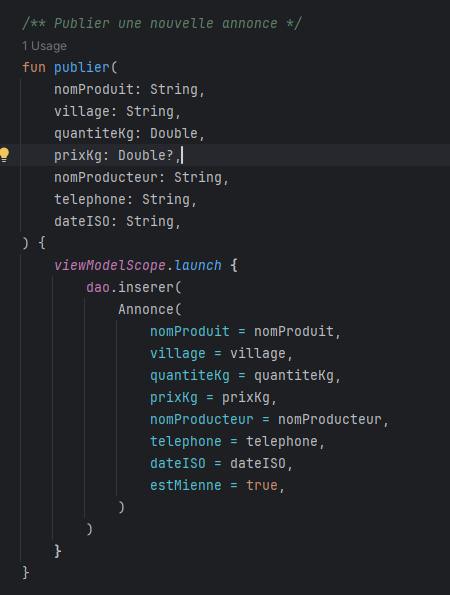 /** Publier une nouvelle annonce */
1 Usage
fun publier(
    nomProduit: String,
    village: String,
    quantiteKg: Double,
    prixKg: Double?,
    nomProducteur: String,
    telephone: String,
    dateISO: String,
) {
    viewModelScope.launch {
        dao.inserer(
            Annonce(
                nomProduit = nomProduit,
                village = village,
                quantiteKg = quantiteKg,
                prixKg = prixKg,
                nomProducteur = nomProducteur,
                telephone = telephone,
                dateISO = dateISO,
                estMienne = true,
            )
        )
    }
}